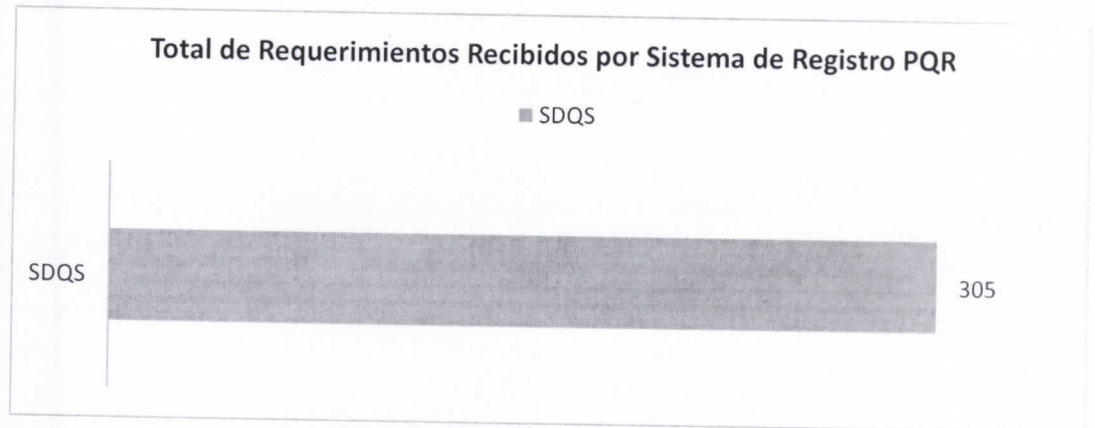 Total de Requerimientos Recibidos por Sistema de Registro PQR
SDQS
SDQS
305